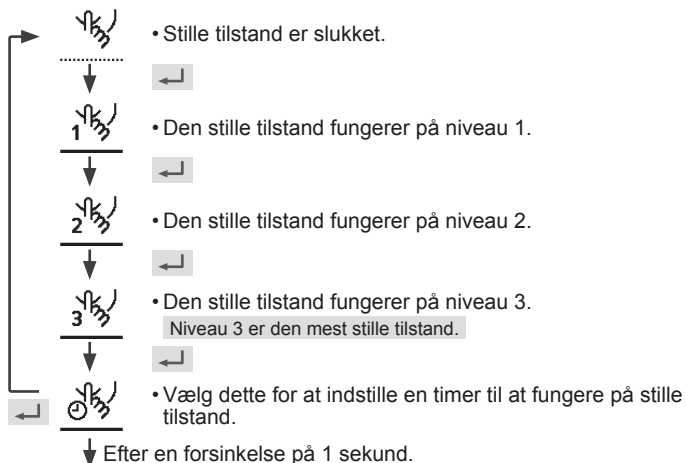 • Stille tilstand er slukket.
1
• Den stille tilstand fungerer på niveau 1.
2
• Den stille tilstand fungerer på niveau 2.
3
• Den stille tilstand fungerer på niveau 3.
Niveau 3 er den mest stille tilstand.
• Vælg dette for at indstille en timer til at fungere på stille
tilstand.
Efter en forsinkelse på 1 sekund.